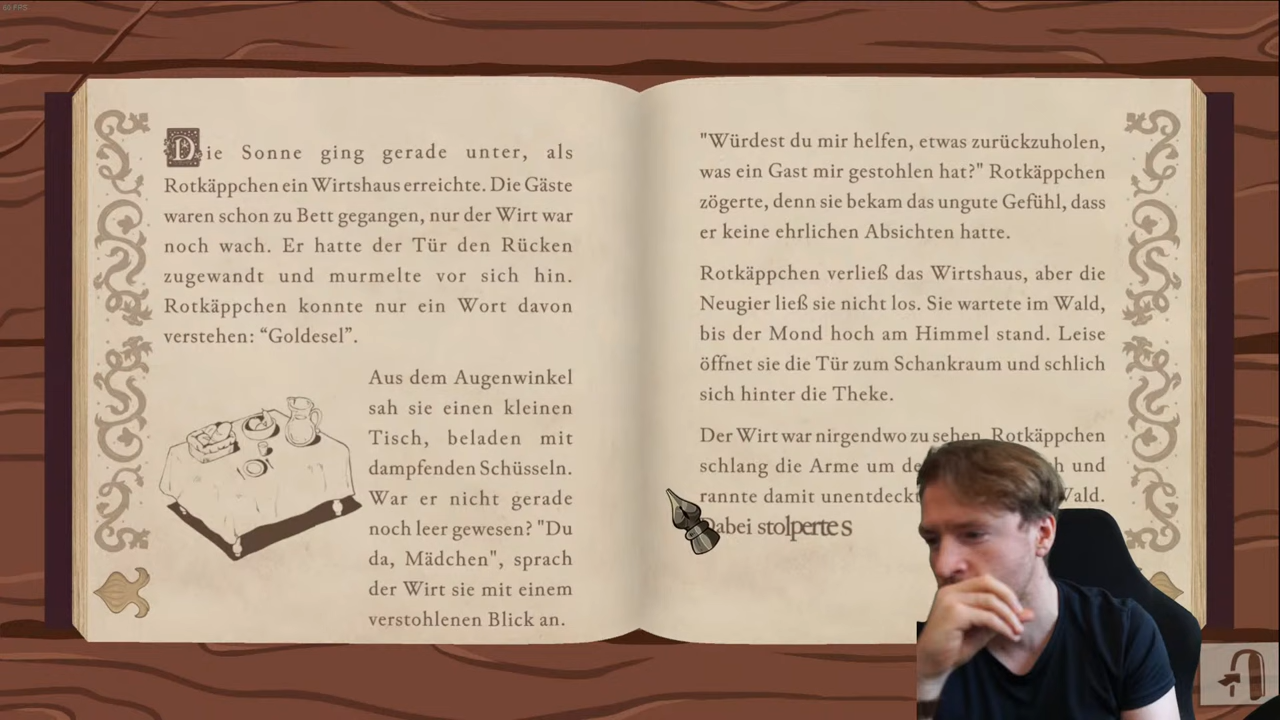 60 FPS
Die Sonne ging gerade unter, als
Rotkäppchen ein Wirtshaus erreichte. Die Gäste
waren schon zu Bett gegangen, nur der Wirt war
noch wach. Er hatte der Tür den Rücken
zugewandt und murmelte vor sich hin.
Rotkäppchen konnte nur ein Wort davon
verstehen: “Goldesel”.
Aus dem Augenwinkel
sah sie einen kleinen
Tisch, beladen mit
dampfenden Schüsseln.
War er nicht gerade
noch leer gewesen? "Du
da, Mädchen", sprach
der Wirt sie mit einem
verstohlenen Blick an.
"Würdest du mir helfen, etwas zurückzuholen,
was ein Gast mir gestohlen hat?" Rotkäppchen
zögerte, denn sie bekam das ungute Gefühl, dass
er keine ehrlichen Absichten hatte.
Rotkäppchen verließ das Wirtshaus, aber die
Neugier ließ sie nicht los. Sie wartete im Wald,
bis der Mond hoch am Himmel stand. Leise
öffnet sie die Tür zum Schankraum und schlich
sich hinter die Theke.
Der Wirt war nirgendwo zu sehen. Rotkäppchen
schlang die Arme um de h und
rannte damit unentdeckt Wald.
Dabei stolperte s